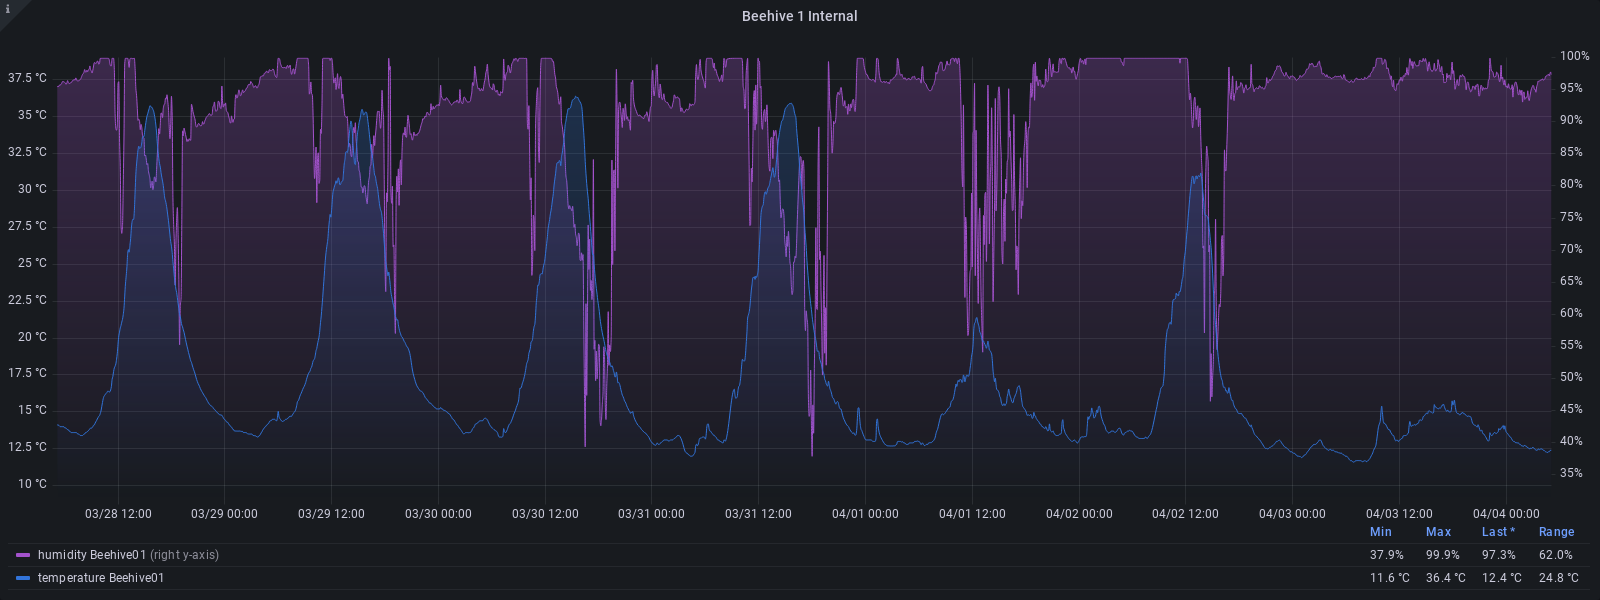 i
Beehive 1 Internal
37.5 °C
35 °C
32.5 °C
30 °C
27.5 °C
25 °C
22.5 °C
20 °C
17.5 °C
15 °C
12.5 °C
10 °C
100%
95%
90%
85%
80%
75%
70%
65%
60%
55%
50%
45%
40%
35%
03/28 12:00 03/29 00:00 03/29 12:00 03/30 00:00 03/30 12:00 03/31 00:00 03/31 12:00 04/01 00:00 04/01 12:00 04/02 00:00 04/02 12:00 04/03 00:00 04/03 12:00 04/04 00:00
Min Max Last * Range
humidity Beehive01 (right y-axis) 37.9% 99.9% 97.3% 62.0%
temperature Beehive01 11.6 °C 36.4 °C 12.4 °C 24.8 °C